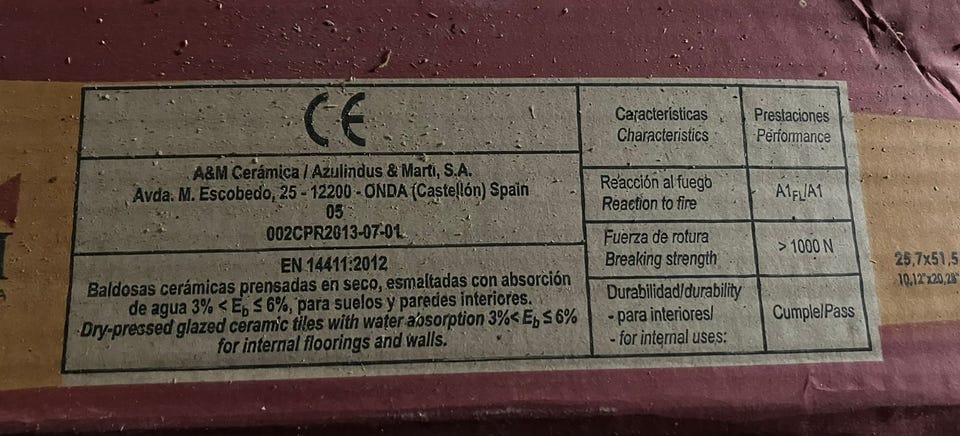 CE
A&M Cerámica / Azulindus & Marti, S.A.
Avda. M. Escobedo, 25 - 12200 - ONDA (Castellón) Spain
05
002CPR2013-07-01
EN 14411:2012
Baldosas cerámicas prensadas en seco, esmaltadas con absorción
de agua 3% < Eb ≤ 6%, para suelos y paredes interiores.
Dry-pressed glazed ceramic tiles with water absorption 3%< Eb ≤ 6%
for internal floorings and walls.
Características
Characteristics
Prestaciones
Performance
Reacción al fuego
Reaction to fire
A1FL/A1
Fuerza de rotura
Breaking strength
> 1000 N
Durabilidad/durability
- para interiores/
- for internal uses:
Cumple/Pass
25,7x51,5
10,12"x20,28"